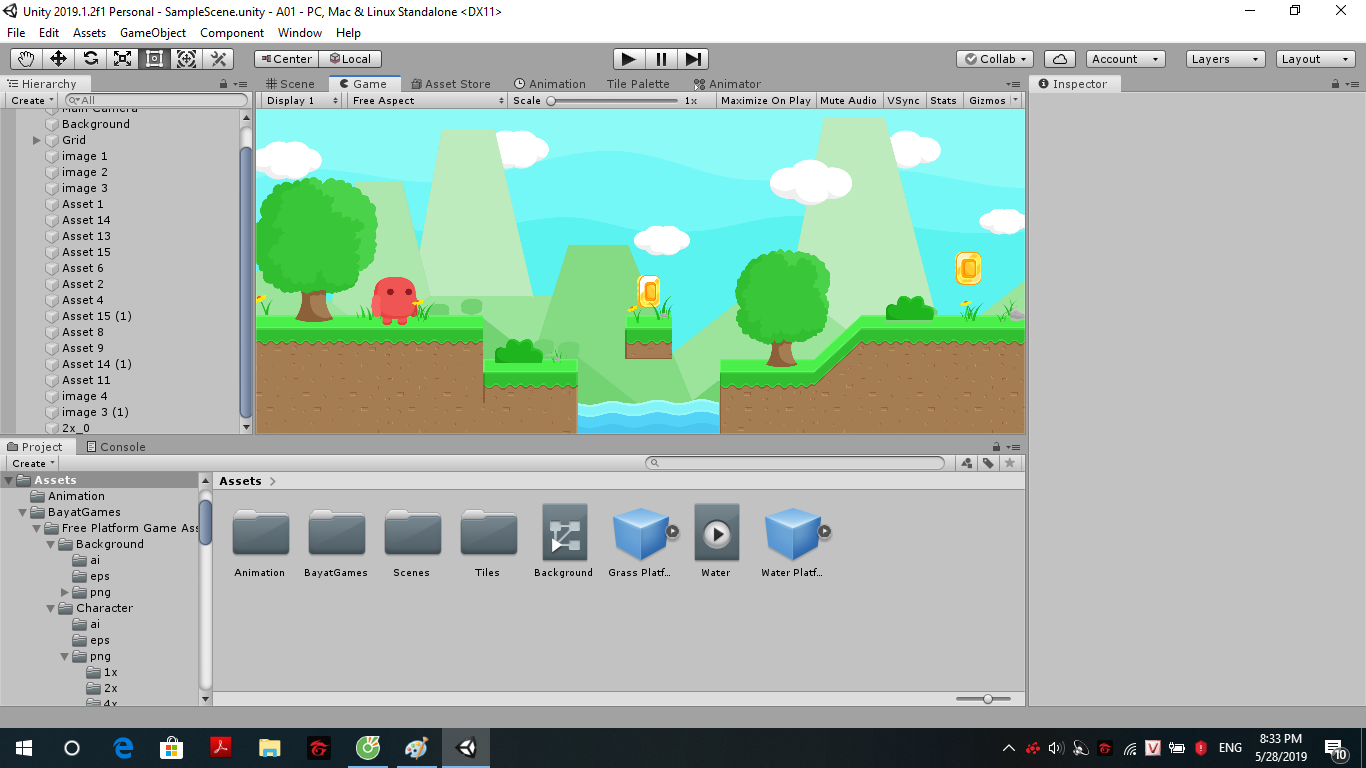 Unity 2019.1.2f1 Personal - SampleScene.unity - A01 - PC, Mac & Linux Standalone <DX11>
File Edit Assets GameObject Component Window Help
Center Local Collab Account Layers Layout
Hierarchy Scene Game Asset Store Animation Tile Palette Animator Inspector
Create All Display 1 Free Aspect Scale 1x Maximize On Play Mute Audio VSync Stats Gizmos
Main Camera
Background
Grid
image 1
image 2
image 3
Asset 1
Asset 14
Asset 13
Asset 15
Asset 6
Asset 2
Asset 4
Asset 15 (1)
Asset 8
Asset 9
Asset 14 (1)
Asset 11
image 4
image 3 (1)
2x_0
Project Console
Create
Assets
Animation
BayatGames
Free Platform Game Ass
Background
ai
eps
png
Character
ai
eps
png
1x
2x
4x
Assets
Animation BayatGames Scenes Tiles Background Grass Platf... Water Water Platf...
ENG
8:33 PM
5/28/2019
10